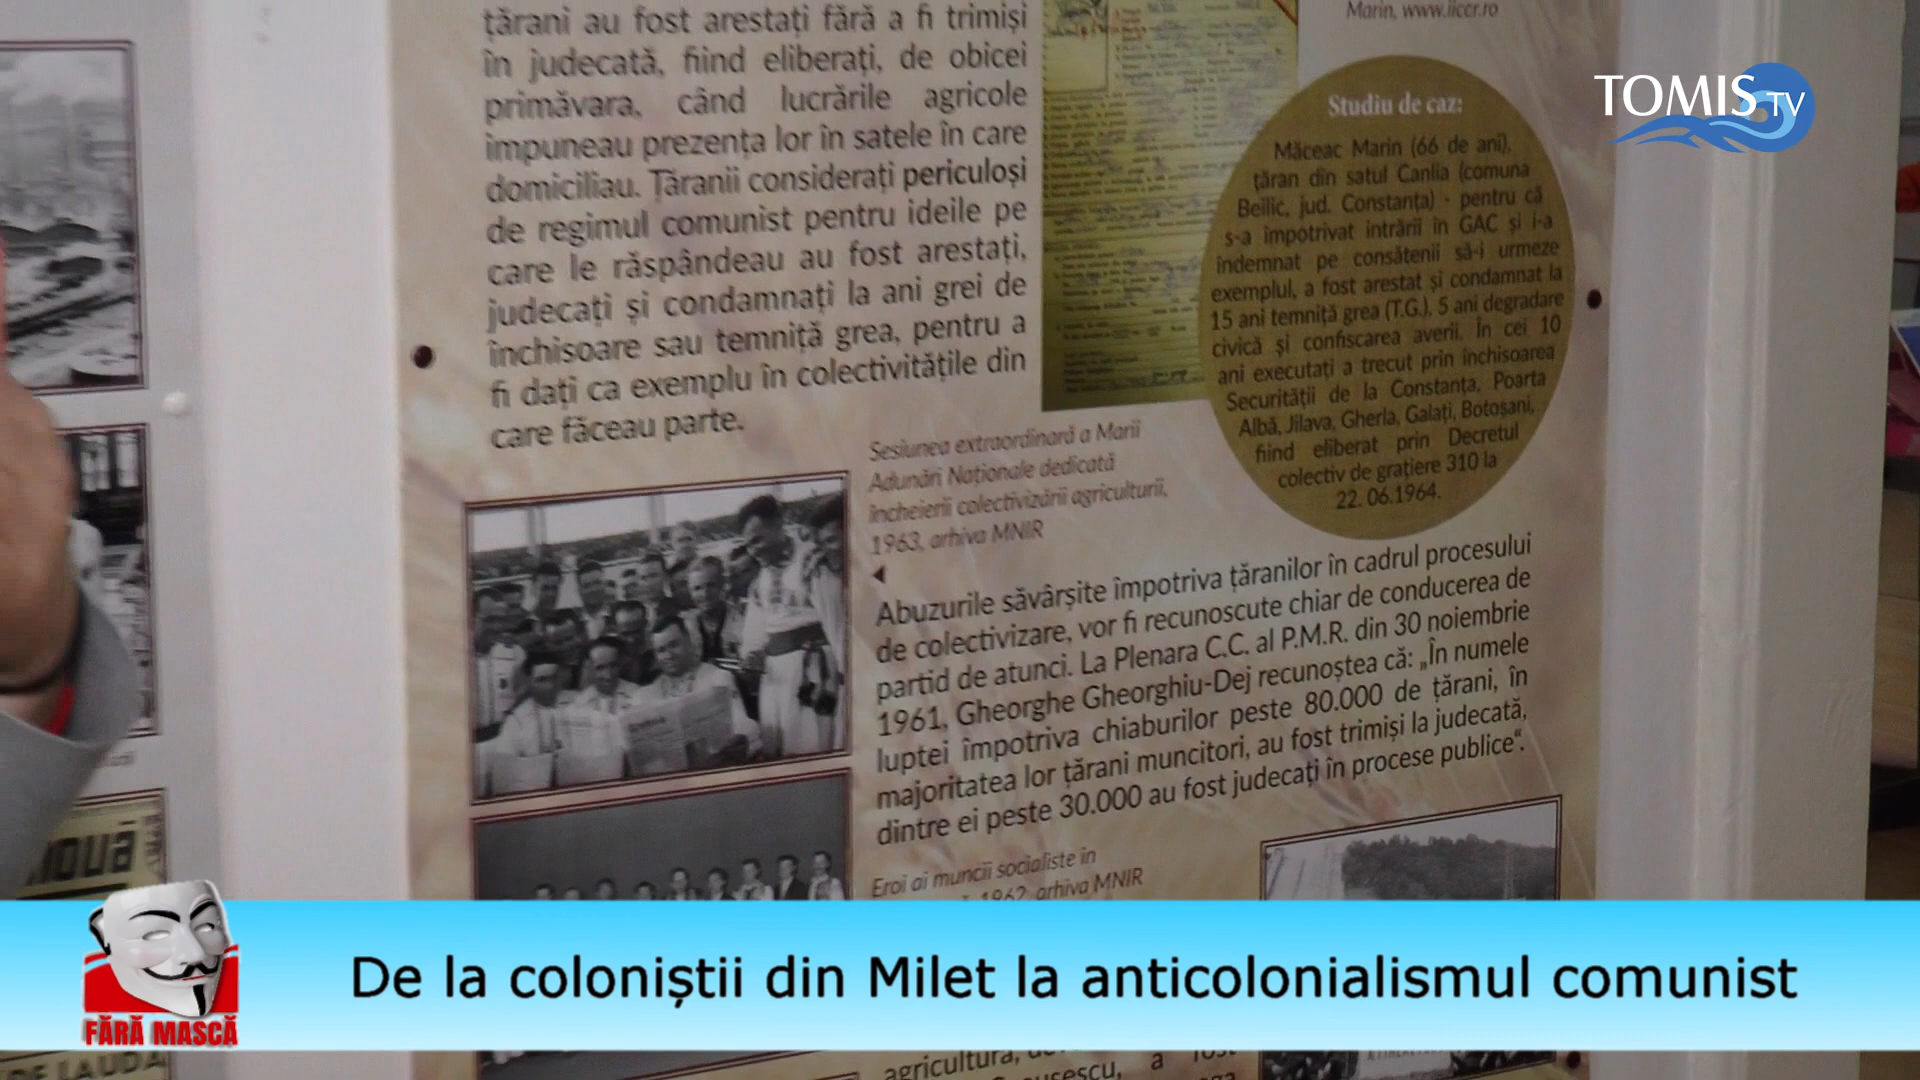 țărani au fost arestați fără a fi trimiși
în judecată, fiind eliberați, de obicei
primăvara, când lucrările agricole
impuneau prezența lor în satele în care
domiciliau. Țăranii considerați periculoși
de regimul comunist pentru ideile pe
care le răspândeau au fost arestați,
judecați și condamnați la ani grei de
închisoare sau temniță grea, pentru a
fi dați ca exemplu în colectivitățile din
care făceau parte.
Marin, www.iiccr.ro
TOMIS TV
Studiu de caz:
Măceac Marin (66 de ani),
țăran din satul Canlia (comuna
Beilic, jud. Constanța) - pentru că
s-a împotrivat intrării în GAC și i-a
îndemnat pe consătenii să-i urmeze
exemplul, a fost arestat și condamnat la
15 ani temniță grea (T.G.), 5 ani degradare
civică și confiscarea averii. În cei 10
ani executați a trecut prin închisoarea
Securității de la Constanța, Poarta
Albă, Jilava, Gherla, Galați, Botoșani,
fiind eliberat prin Decretul
colectiv de grațiere 310 la
22. 06.1964.
Sesiunea extraordinară a Marii
Adunări Naționale dedicată
încheierii colectivizării agriculturii,
1963, arhiva MNIR
Abuzurile săvârșite împotriva țăranilor în cadrul procesului
de colectivizare, vor fi recunoscute chiar de conducerea de
partid de atunci. La Plenara C.C. al P.M.R. din 30 noiembrie
1961, Gheorghe Gheorghiu-Dej recunoștea că: „În numele
luptei împotriva chiaburilor peste 80.000 de țărani, în
majoritatea lor țărani muncitori, au fost trimiși la judecată,
dintre ei peste 30.000 au fost judecați în procese publice“.
Eroi ai muncii socialiste în
1962, arhiva MNIR
nouă
FĂRĂ MASCĂ
De la coloniștii din Milet la anticolonialismul comunist
DE LAUDA
agricultura,
a fost